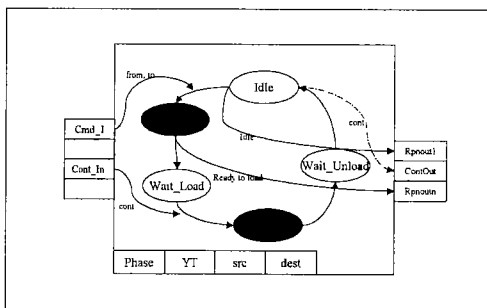 Idle
from, to
Cmd_I
cont
Idle
Rpnout1
Wait_Unload
ContOut
Cont_In
Ready to load
Wait_Load
Rpnoutn
cont
Phase YT src dest